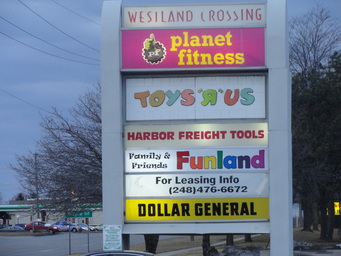 WESTLAND CROSSING
planet
fitness
TOYS "R" US
HARBOR FREIGHT TOOLS
Family &
Friends Funland
For Leasing Info
(248)476-6672
DOLLAR GENERAL